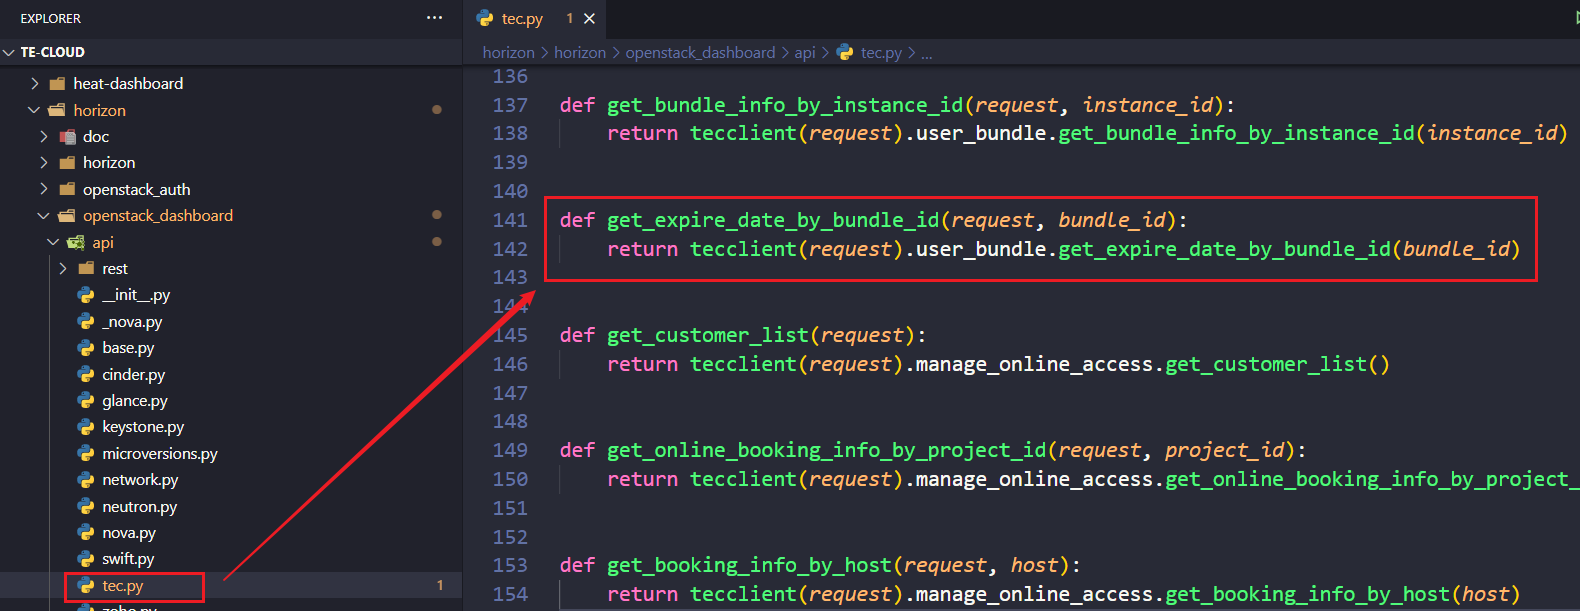 EXPLORER ...
TE-CLOUD
heat-dashboard
horizon
doc
horizon
openstack_auth
openstack_dashboard
api
rest
__init__.py
_nova.py
base.py
cinder.py
glance.py
keystone.py
microversions.py
network.py
neutron.py
nova.py
swift.py
tec.py 1
tec.py 1 ×
horizon > horizon > openstack_dashboard > api > tec.py > ...
136
137 def get_bundle_info_by_instance_id(request, instance_id):
138 return tecclient(request).user_bundle.get_bundle_info_by_instance_id(instance_id)
139
140
141 def get_expire_date_by_bundle_id(request, bundle_id):
142 return tecclient(request).user_bundle.get_expire_date_by_bundle_id(bundle_id)
143
144
145 def get_customer_list(request):
146 return tecclient(request).manage_online_access.get_customer_list()
147
148
149 def get_online_booking_info_by_project_id(request, project_id):
150 return tecclient(request).manage_online_access.get_online_booking_info_by_project_
151
152
153 def get_booking_info_by_host(request, host):
154 return tecclient(request).manage_online_access.get_booking_info_by_host(host)